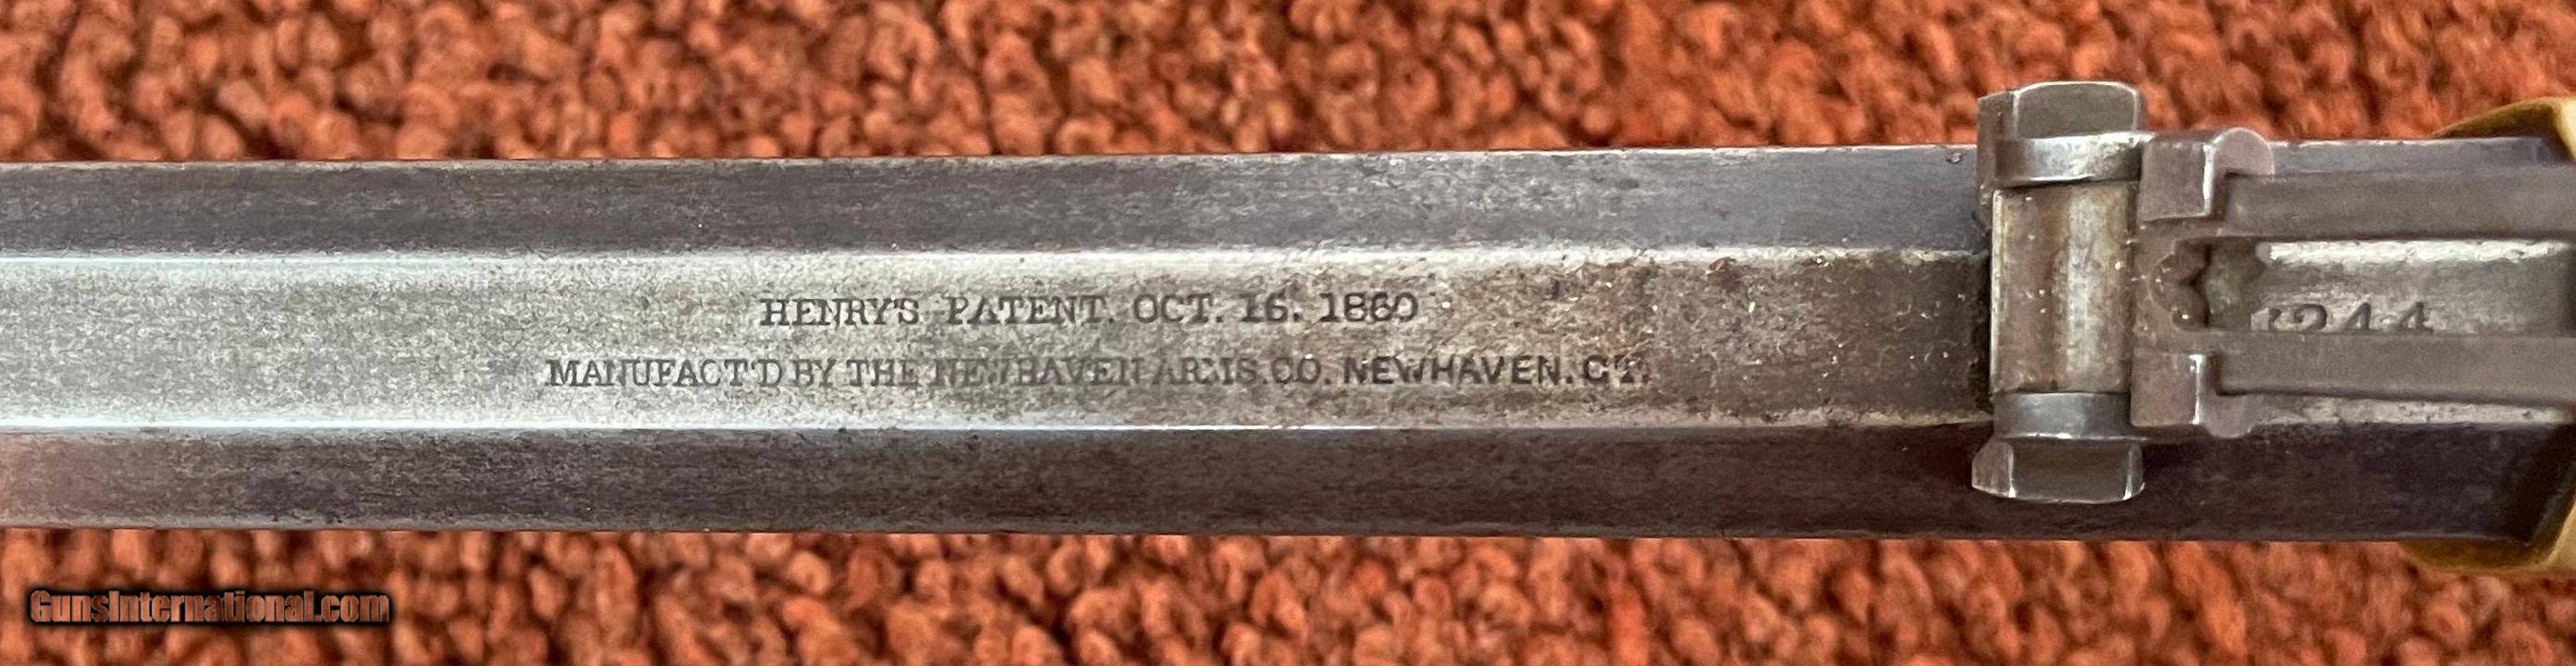 HENRY'S PATENT. OCT. 16. 1860
MANUFACT'D BY THE NEWHAVEN ARMS.CO. NEWHAVEN.CT.
GunsInternational.com